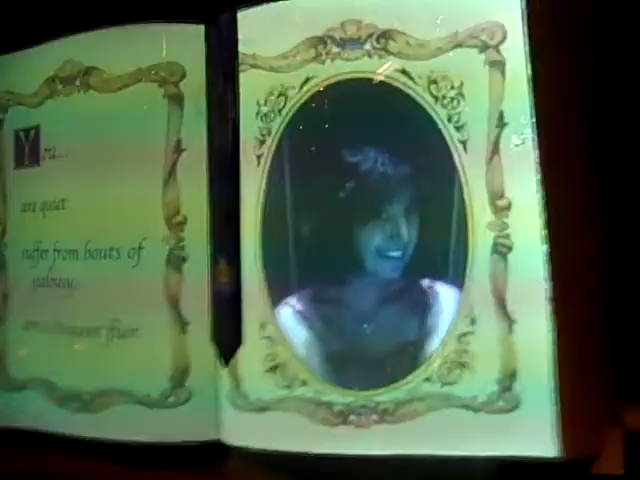 You...
are quiet
suffer from bouts of
jealousy